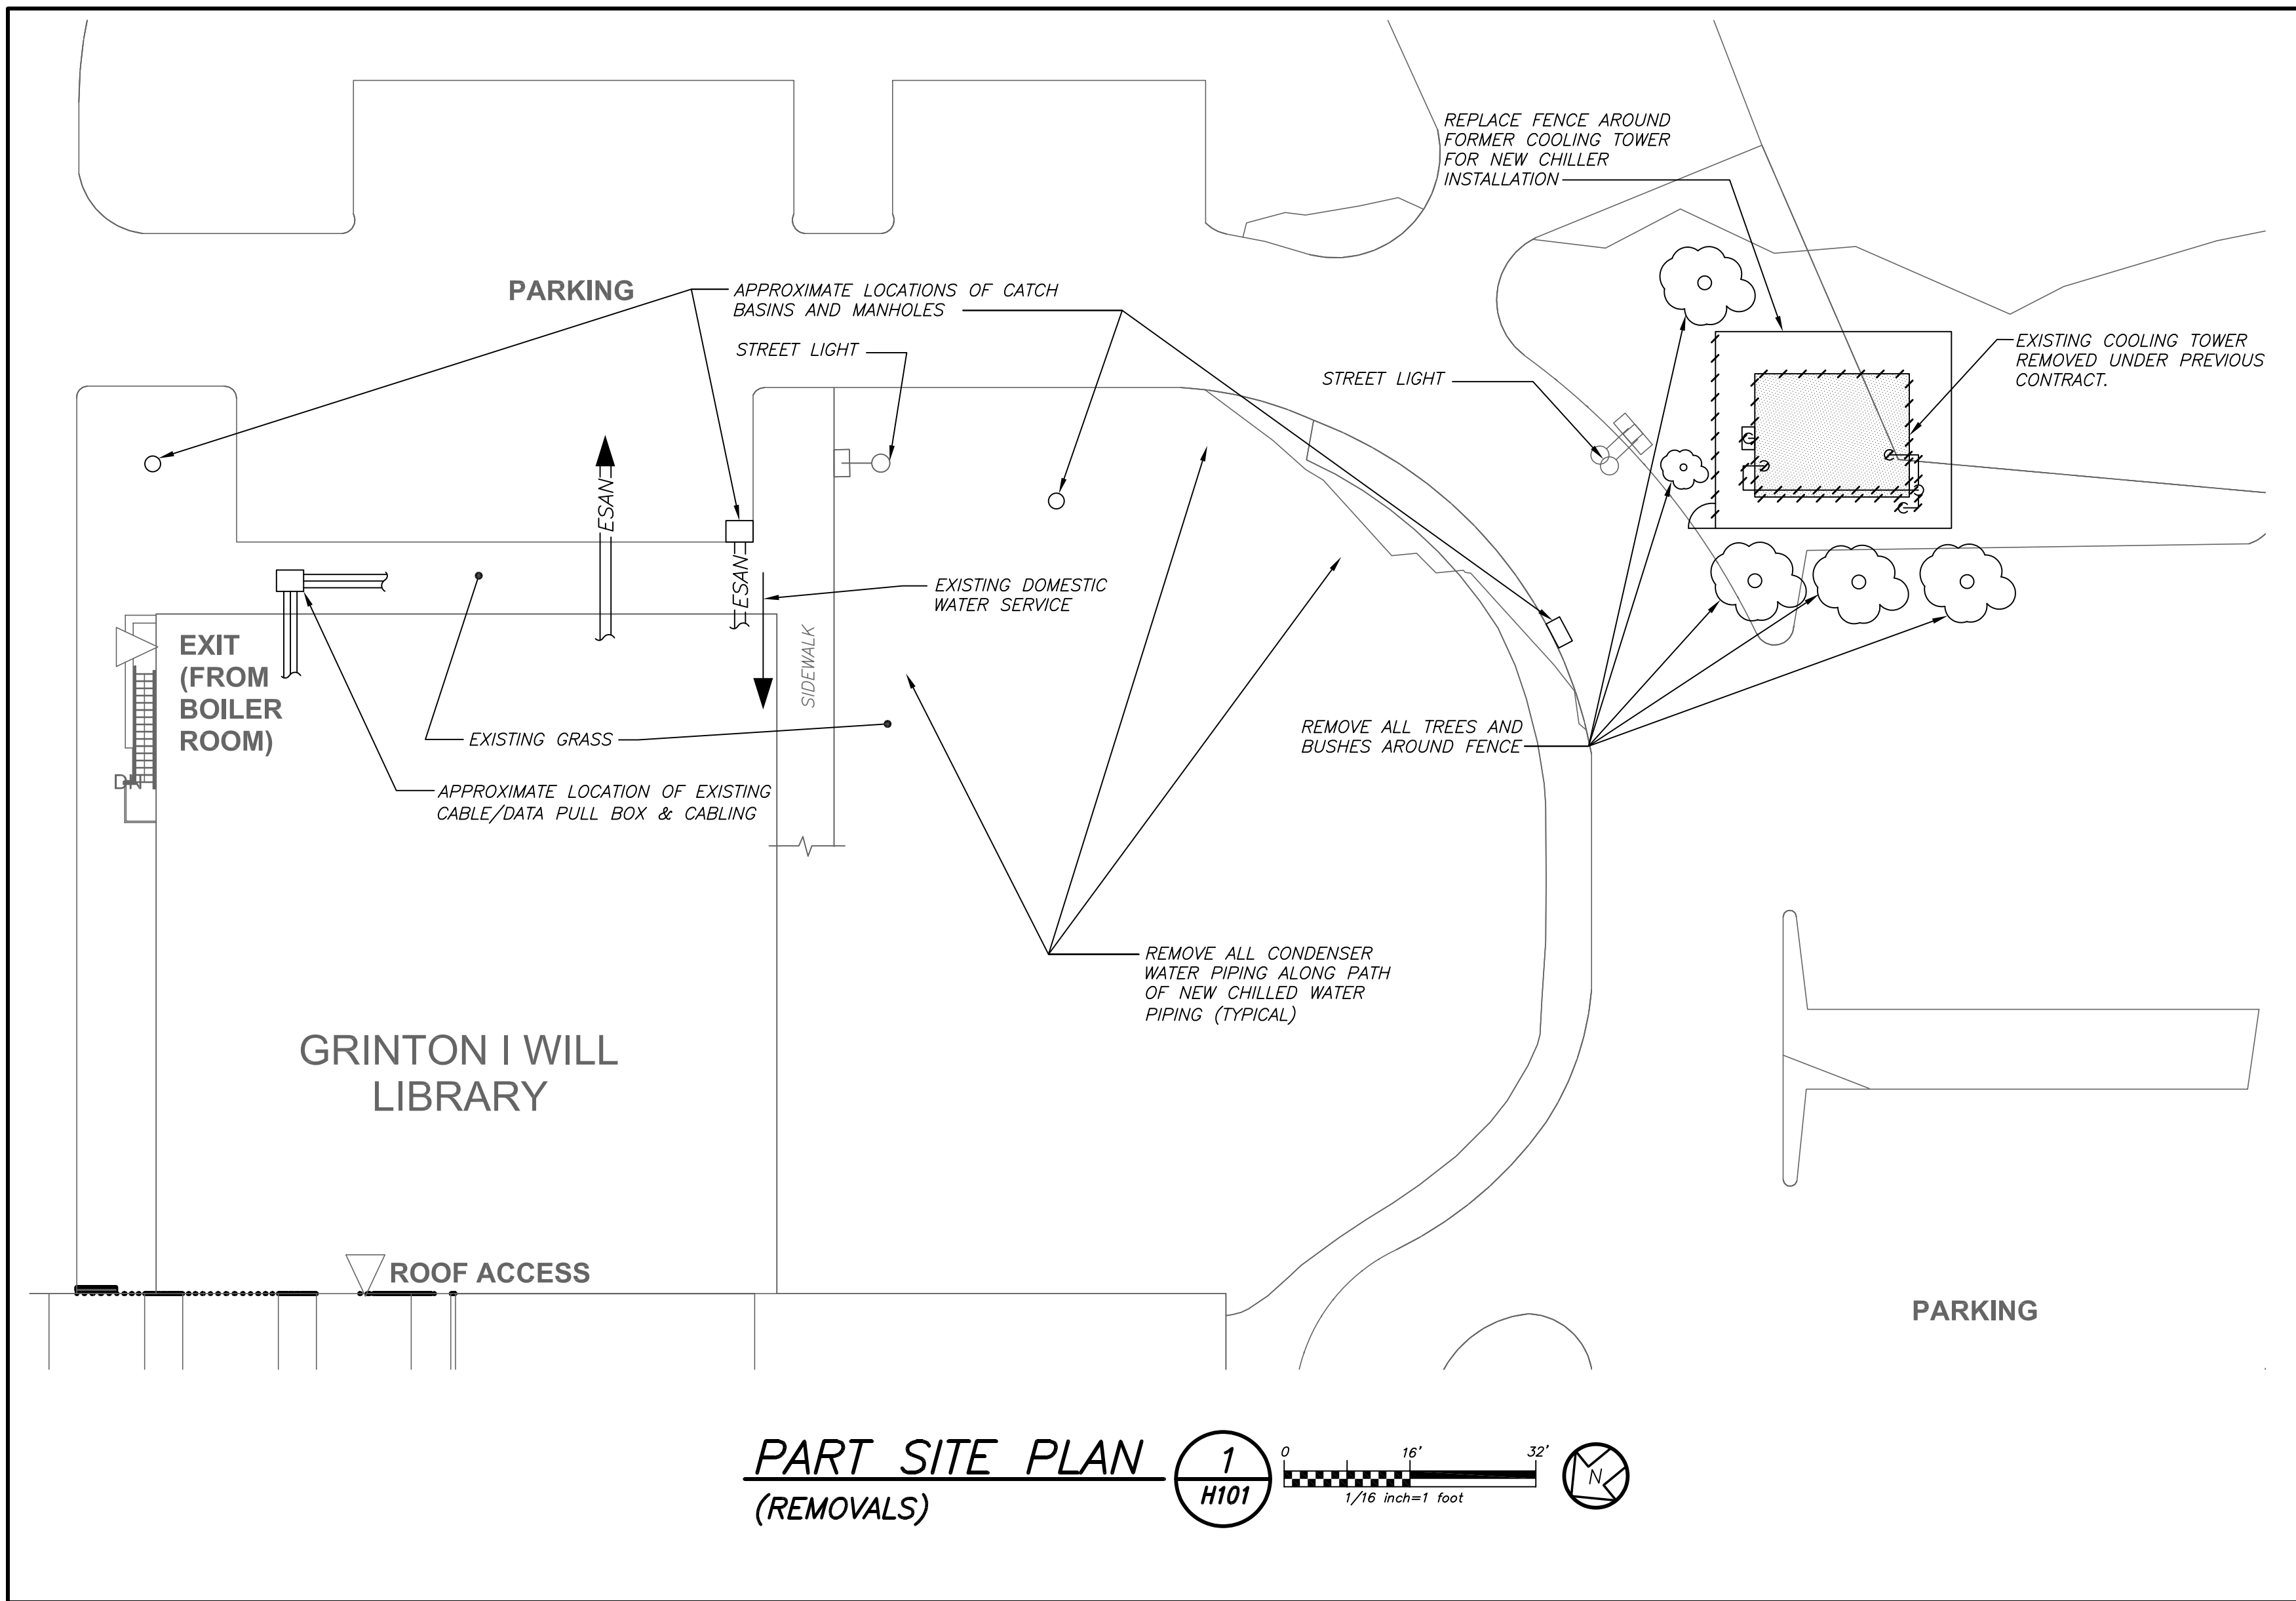 REPLACE FENCE AROUND
FORMER COOLING TOWER
FOR NEW CHILLER
INSTALLATION
PARKING
APPROXIMATE LOCATIONS OF CATCH
BASINS AND MANHOLES
STREET LIGHT
STREET LIGHT
EXISTING COOLING TOWER
REMOVED UNDER PREVIOUS
CONTRACT.
ESAN
ESAN
EXISTING DOMESTIC
WATER SERVICE
SIDEWALK
EXIT
(FROM
BOILER
ROOM)
DN
EXISTING GRASS
APPROXIMATE LOCATION OF EXISTING
CABLE/DATA PULL BOX & CABLING
REMOVE ALL TREES AND
BUSHES AROUND FENCE
REMOVE ALL CONDENSER
WATER PIPING ALONG PATH
OF NEW CHILLED WATER
PIPING (TYPICAL)
GRINTON I WILL
LIBRARY
ROOF ACCESS
PARKING
PART SITE PLAN
(REMOVALS)
1
H101
0 16' 32'
1/16 inch=1 foot
N